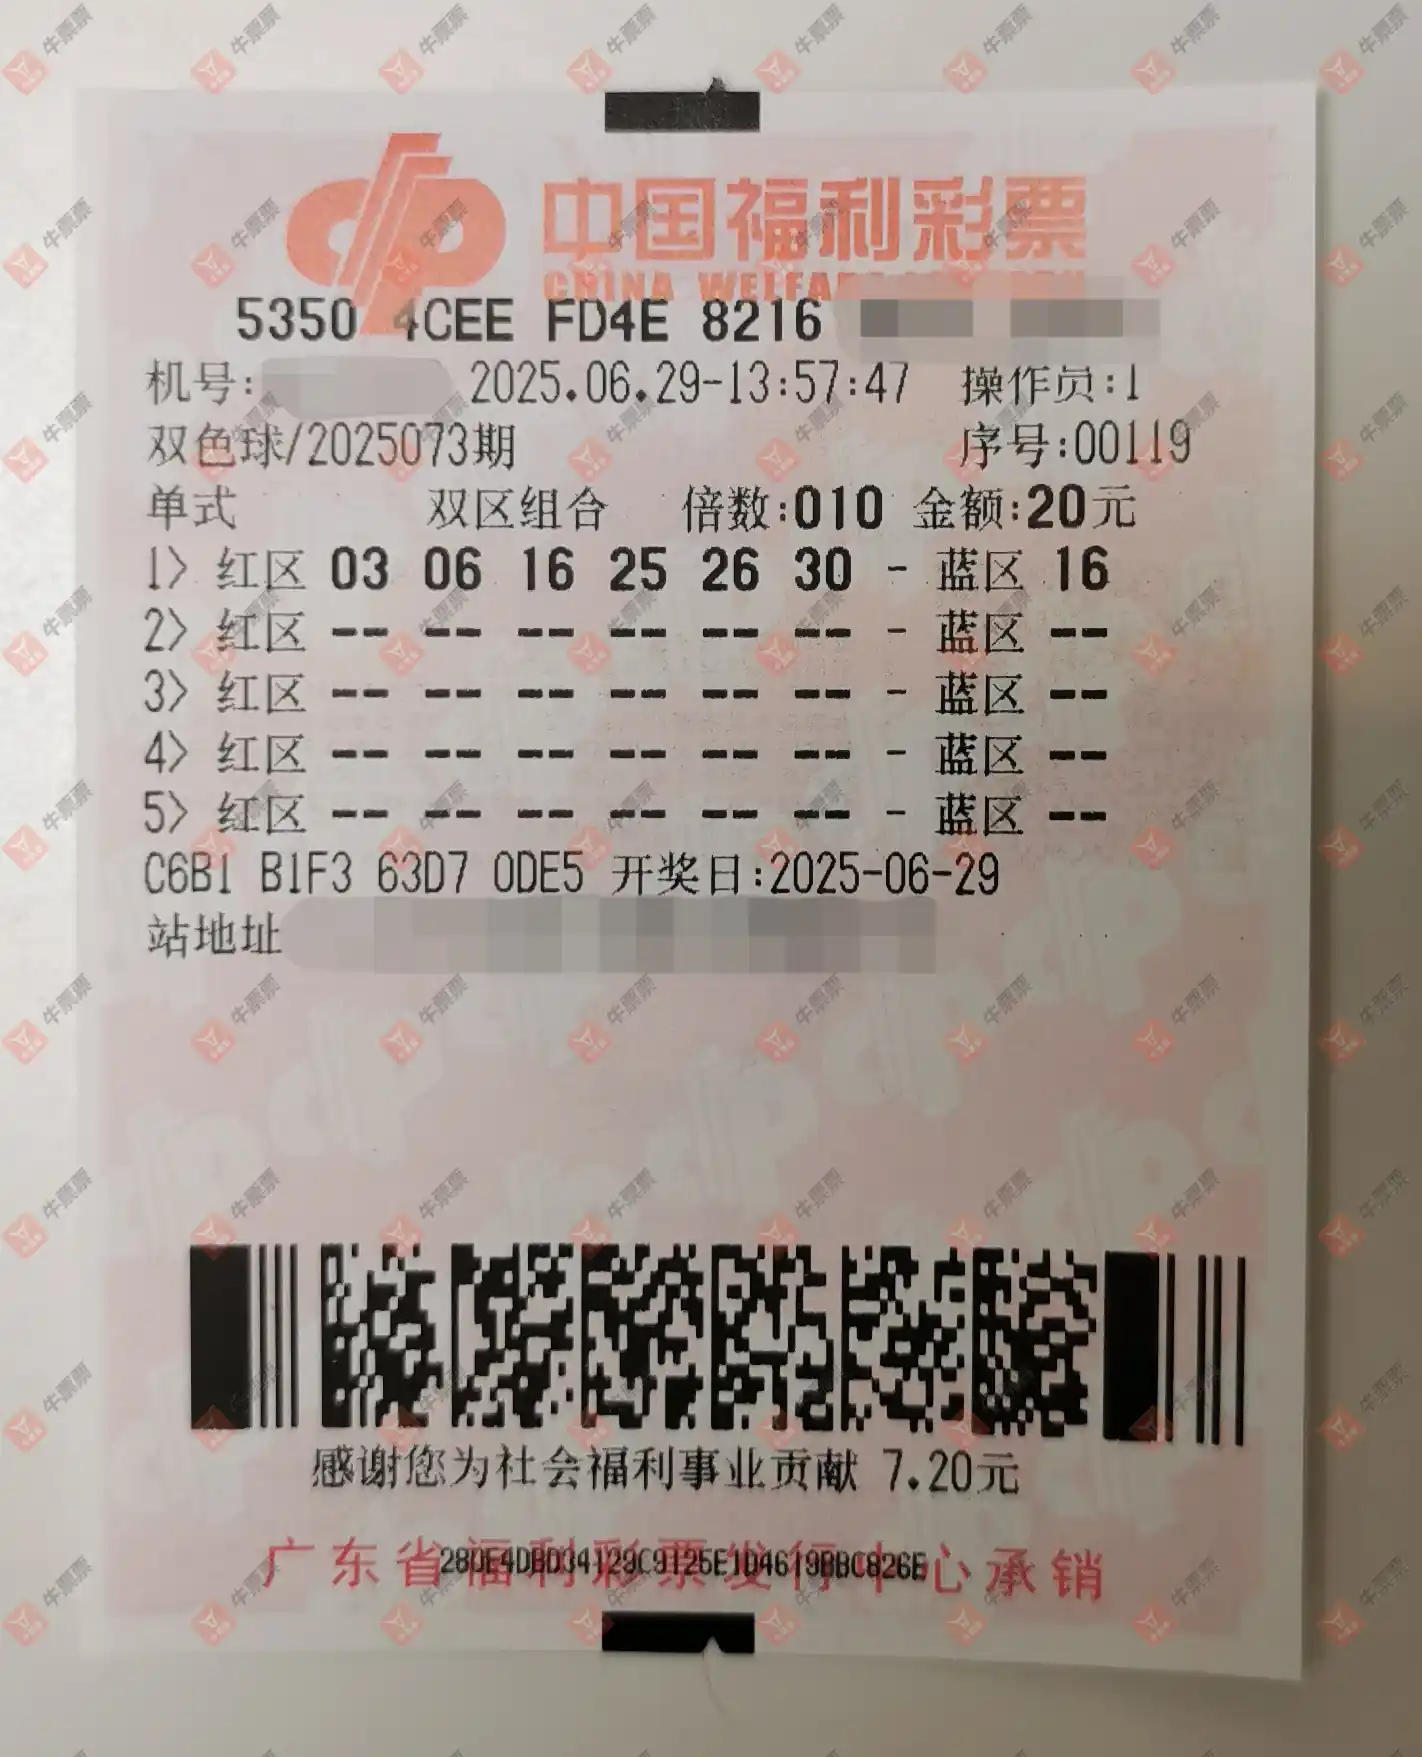 中国福利彩票
CHINA WELFA
5350 4CEE FD4E 8216
机号: 2025.06.29-13:57:47 操作员:1
双色球/2025073期 序号:00119
单式 双区组合 倍数:010 金额:20元
1> 红区 03 06 16 25 26 30 - 蓝区 16
2> 红区 -- -- -- -- -- -- - 蓝区 --
3> 红区 -- -- -- -- -- -- - 蓝区 --
4> 红区 -- -- -- -- -- -- - 蓝区 --
5> 红区 -- -- -- -- -- -- - 蓝区 --
C6B1 B1F3 63D7 0DE5 开奖日:2025-06-29
站地址
感谢您为社会福利事业贡献 7.20元
广东省福利彩票发行中心承销
牛票票